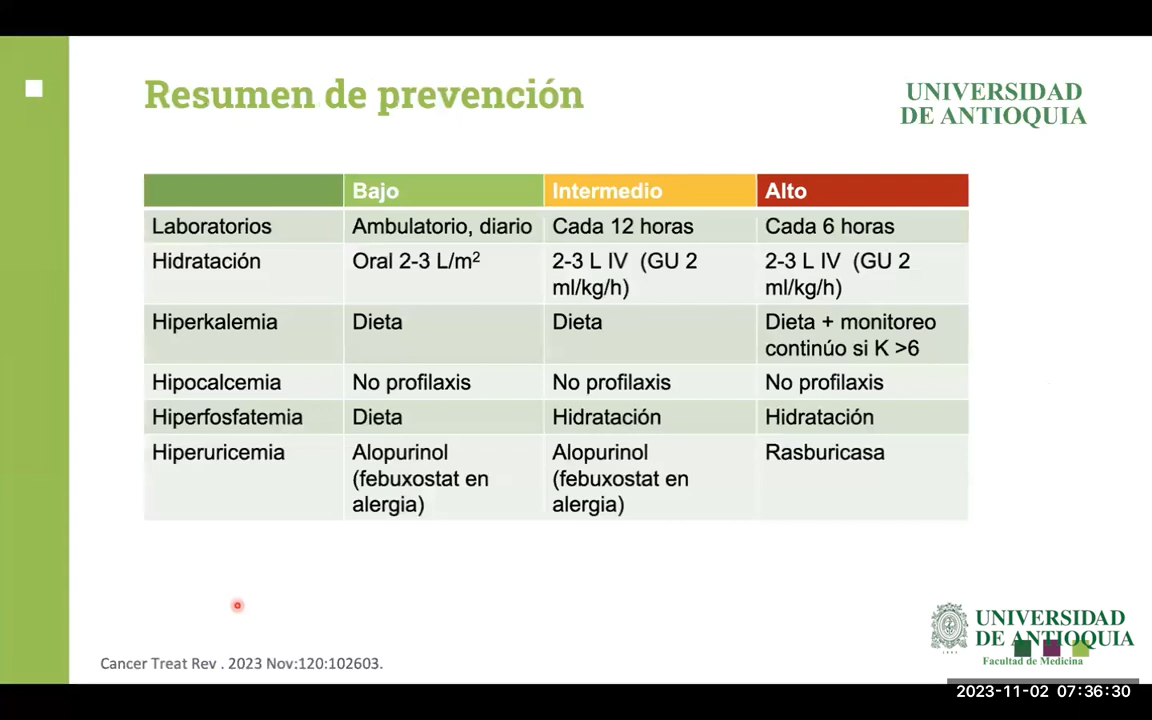 Resumen de prevención
UNIVERSIDAD
DE ANTIOQUIA
Bajo Intermedio Alto
Laboratorios Ambulatorio, diario Cada 12 horas Cada 6 horas
Hidratación Oral 2-3 L/m² 2-3 L IV (GU 2 2-3 L IV (GU 2
ml/kg/h) ml/kg/h)
Hiperkalemia Dieta Dieta Dieta + monitoreo
continúo si K >6
Hipocalcemia No profilaxis No profilaxis No profilaxis
Hiperfosfatemia Dieta Hidratación Hidratación
Hiperuricemia Alopurinol Alopurinol Rasburicasa
(febuxostat en (febuxostat en
alergia) alergia)
UNIVERSIDAD
DE ANTIOQUIA
Facultad de Medicina
Cancer Treat Rev . 2023 Nov:120:102603.
2023-11-02 07:36:30